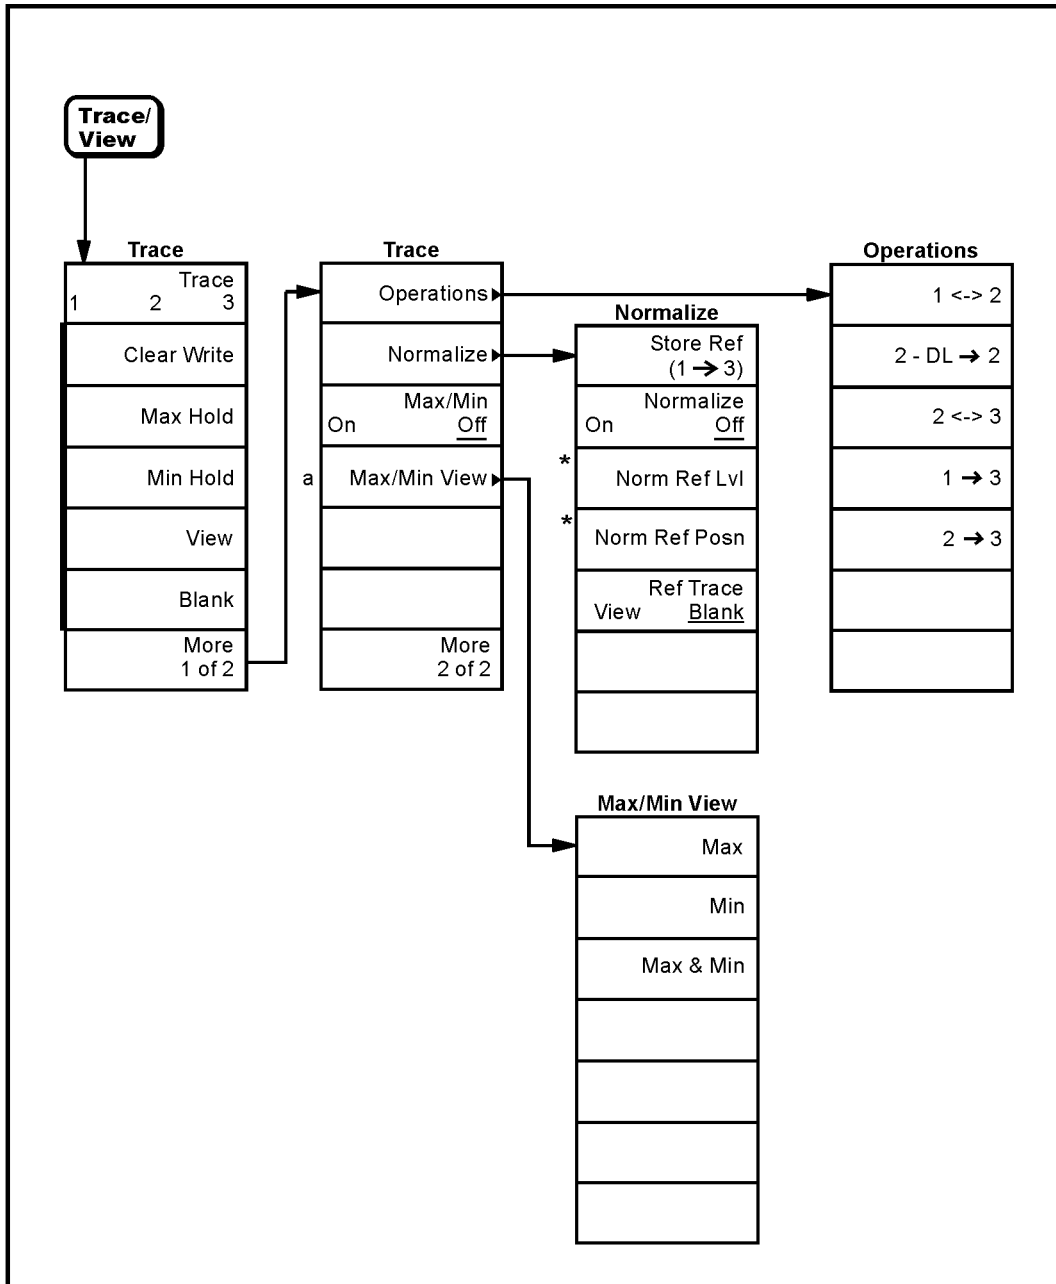 Trace/
View
Trace
Trace
1 2 3
Clear Write
Max Hold
Min Hold
View
Blank
More
1 of 2
Trace
Operations
Normalize
Max/Min
On Off
a Max/Min View
More
2 of 2
Normalize
Store Ref
(1 → 3)
Normalize
On Off
* Norm Ref Lvl
* Norm Ref Posn
Ref Trace
View Blank
Max/Min View
Max
Min
Max & Min
Operations
1 <-> 2
2 - DL → 2
2 <-> 3
1 → 3
2 → 3